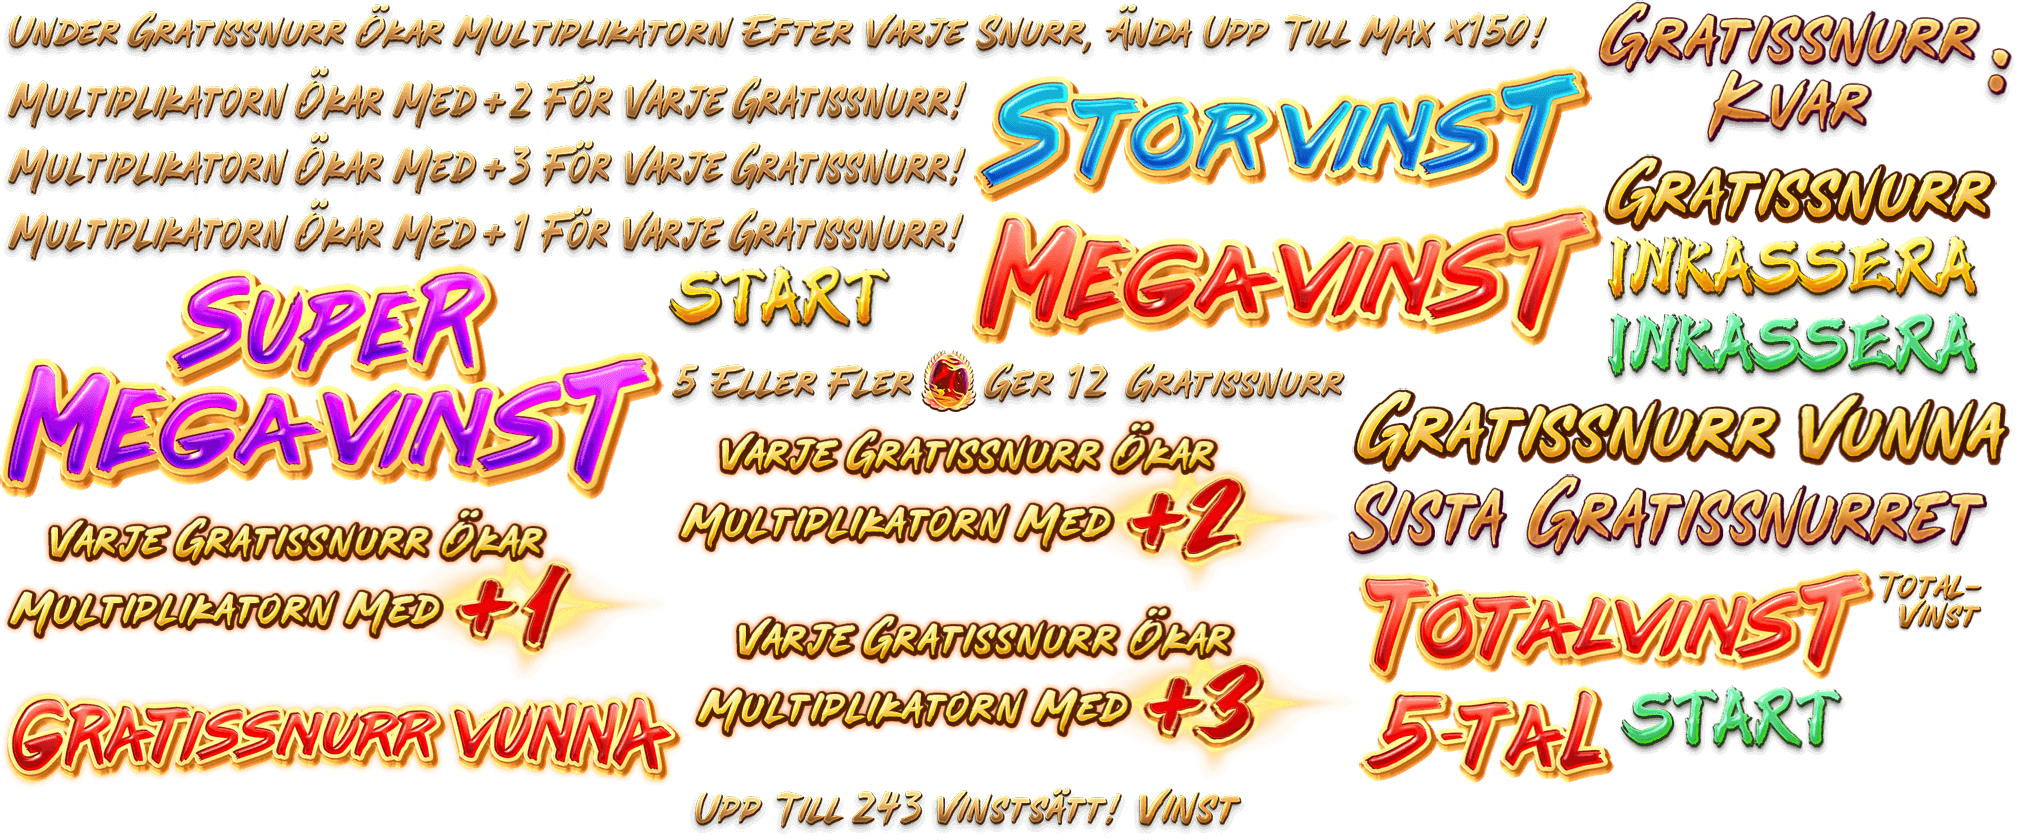 Under Gratissnurr Ökar Multiplikatorn Efter Varje Snurr, Ända Upp Till Max x150!
Multiplikatorn Ökar Med +2 För Varje Gratissnurr!
Multiplikatorn Ökar Med +3 För Varje Gratissnurr!
Multiplikatorn Ökar Med +1 För Varje Gratissnurr!
Gratissnurr
Kvar :
Storvinst
Megavinst
Gratissnurr
INKASSERA
INKASSERA
Super
Megavinst
START
5 Eller Fler Ger 12 Gratissnurr
Gratissnurr Vunna
Sista Gratissnurret
Varje Gratissnurr Ökar
Multiplikatorn Med +2
Varje Gratissnurr Ökar
Multiplikatorn Med +1
Varje Gratissnurr Ökar
Multiplikatorn Med +3
Totalvinst
Total-
vinst
5-tal
START
Gratissnurr vunna
Upp Till 243 Vinstsätt! Vinst